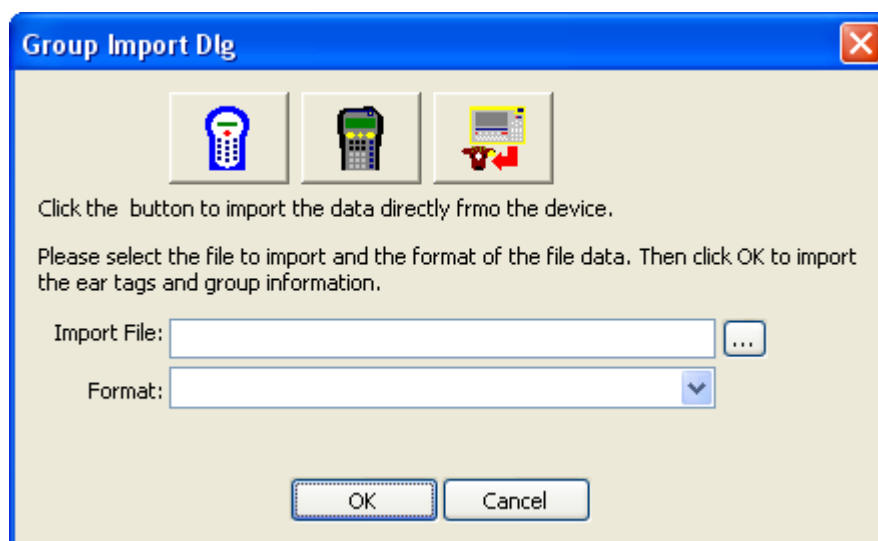 Group Import Dlg
Click the  button to import the data directly frmo the device.
Please select the file to import and the format of the file data. Then click OK to import
the ear tags and group information.
Import File:
...
Format:
OK
Cancel